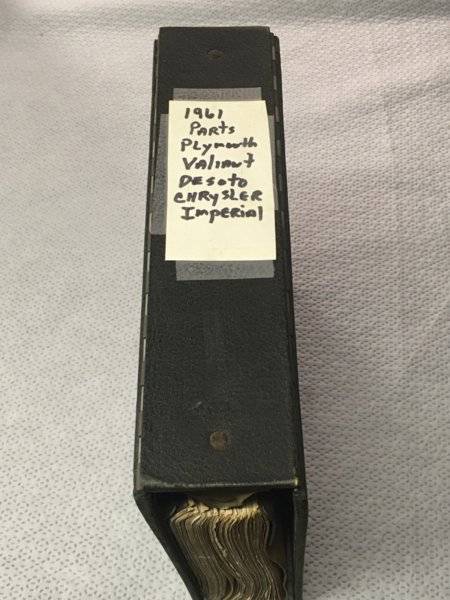 1961
PARTS
PLymouth
VALiANT
DESoto
CHRYSLER
ImpeRiAl